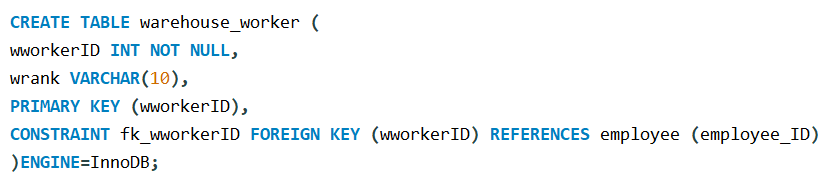 CREATE TABLE warehouse_worker (
wworkerID INT NOT NULL,
wrank VARCHAR(10),
PRIMARY KEY (wworkerID),
CONSTRAINT fk_wworkerID FOREIGN KEY (wworkerID) REFERENCES employee (employee_ID)
)ENGINE=InnoDB;